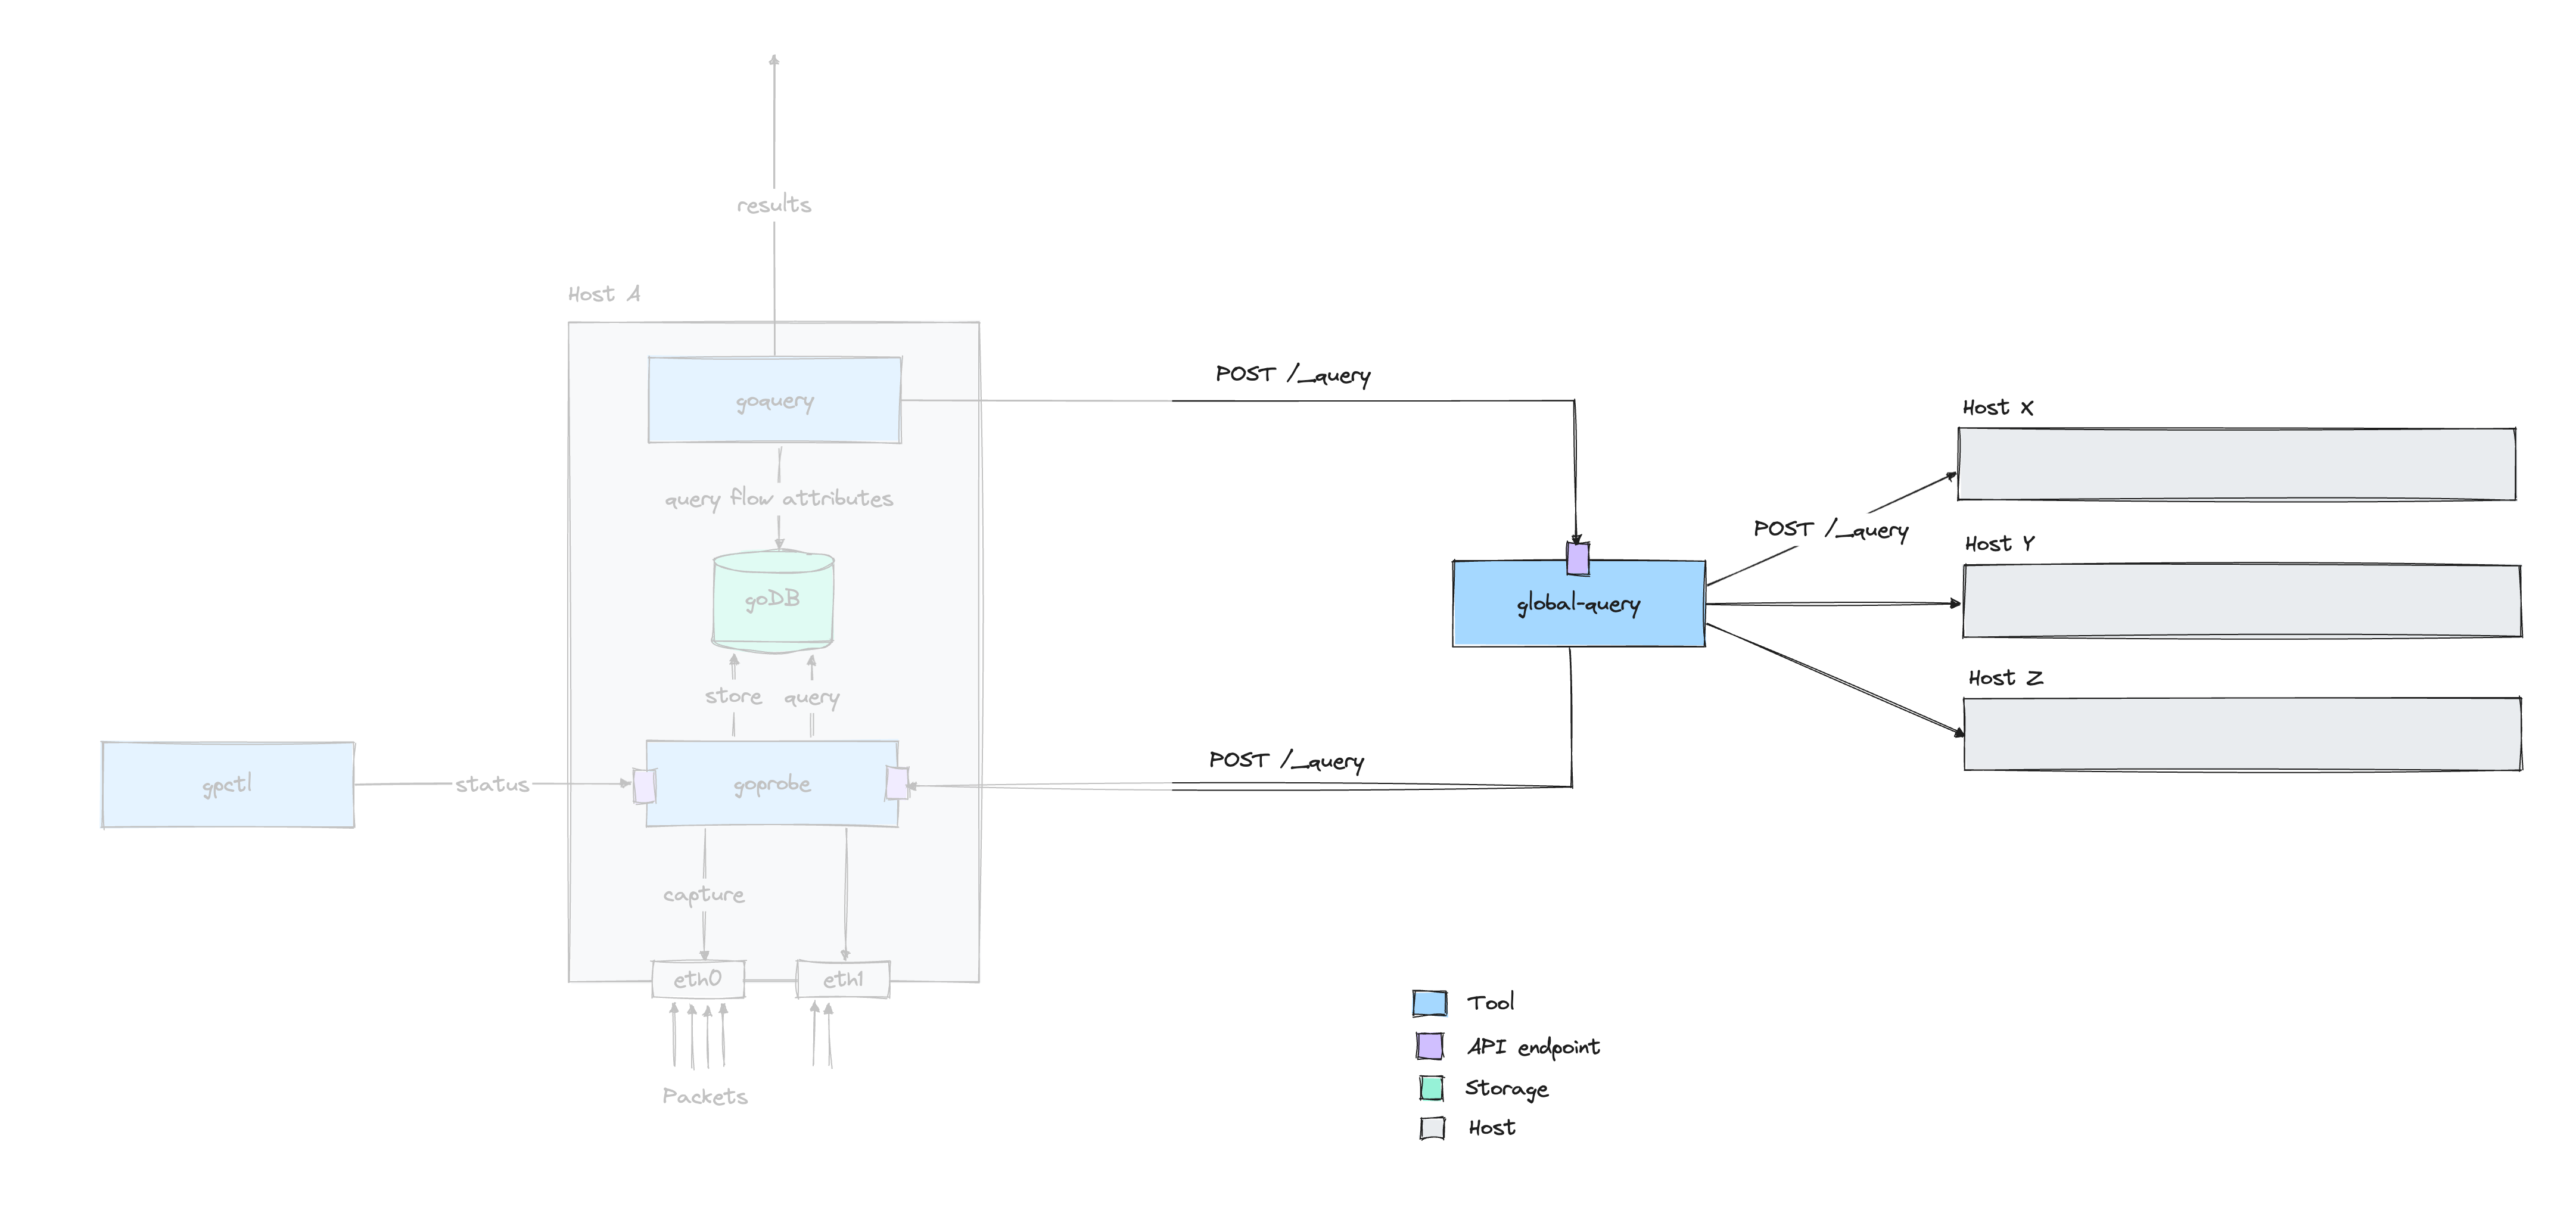 results
Host A
POST /_query
goquery
Host X
query flow attributes
POST /_query
Host Y
goDB
global-query
Host Z
store
query
POST /_query
gpctl
status
goprobe
capture
eth0
eth1
Packets
Tool
API endpoint
Storage
Host